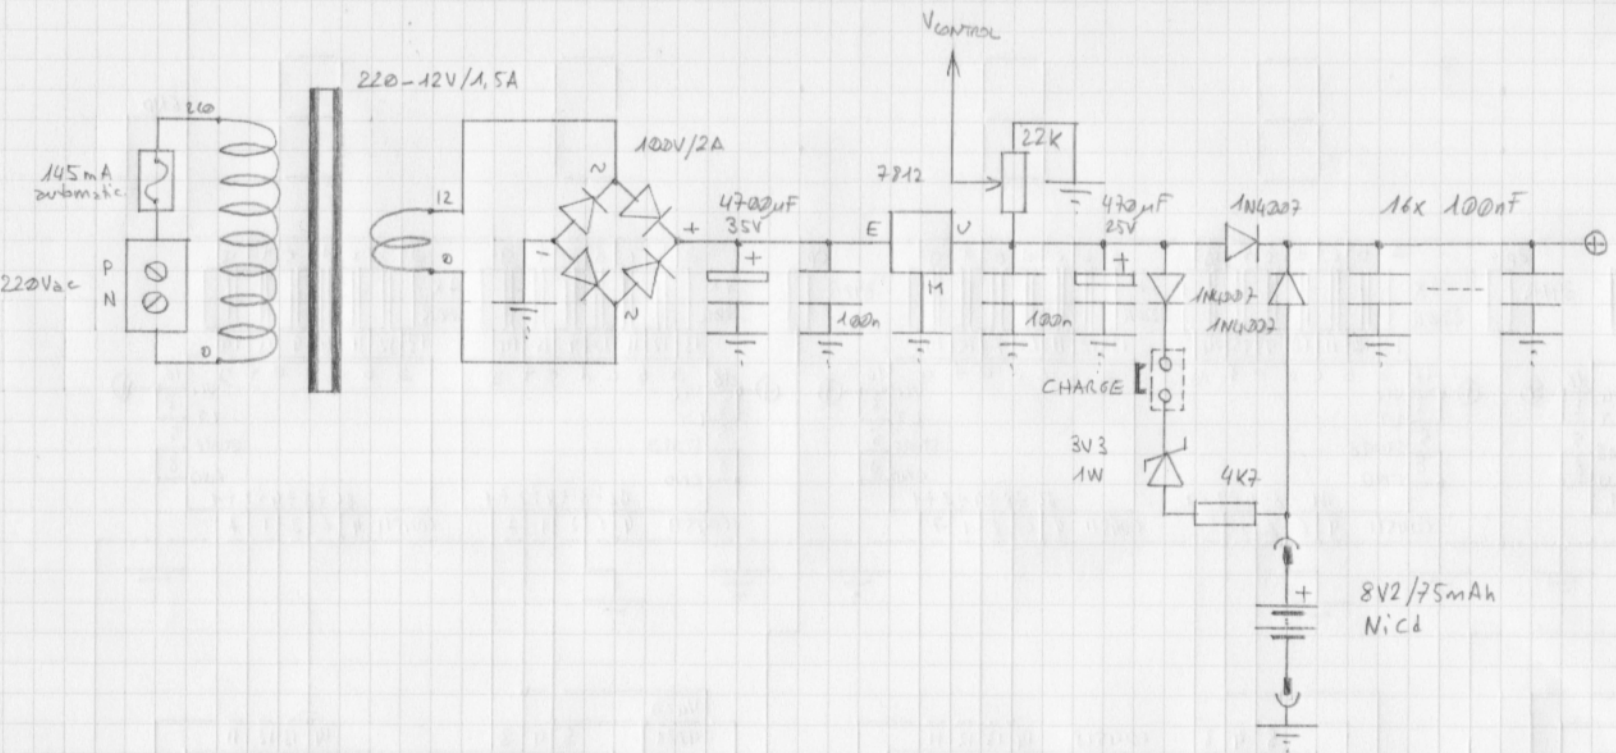 VCONTROL
220-12V/1,5A
220
145mA
automatic
220Vac
P
N
0
12
0
100V/2A
~
~
-
+
4700µF
35V
+
100n
7812
E
U
M
22K
100n
470µF
25V
+
1N4007
1N4007
1N4007
16x 100nF
+
CHARGE
3V3
1W
4K7
+
8V2/75mAh
NiCd